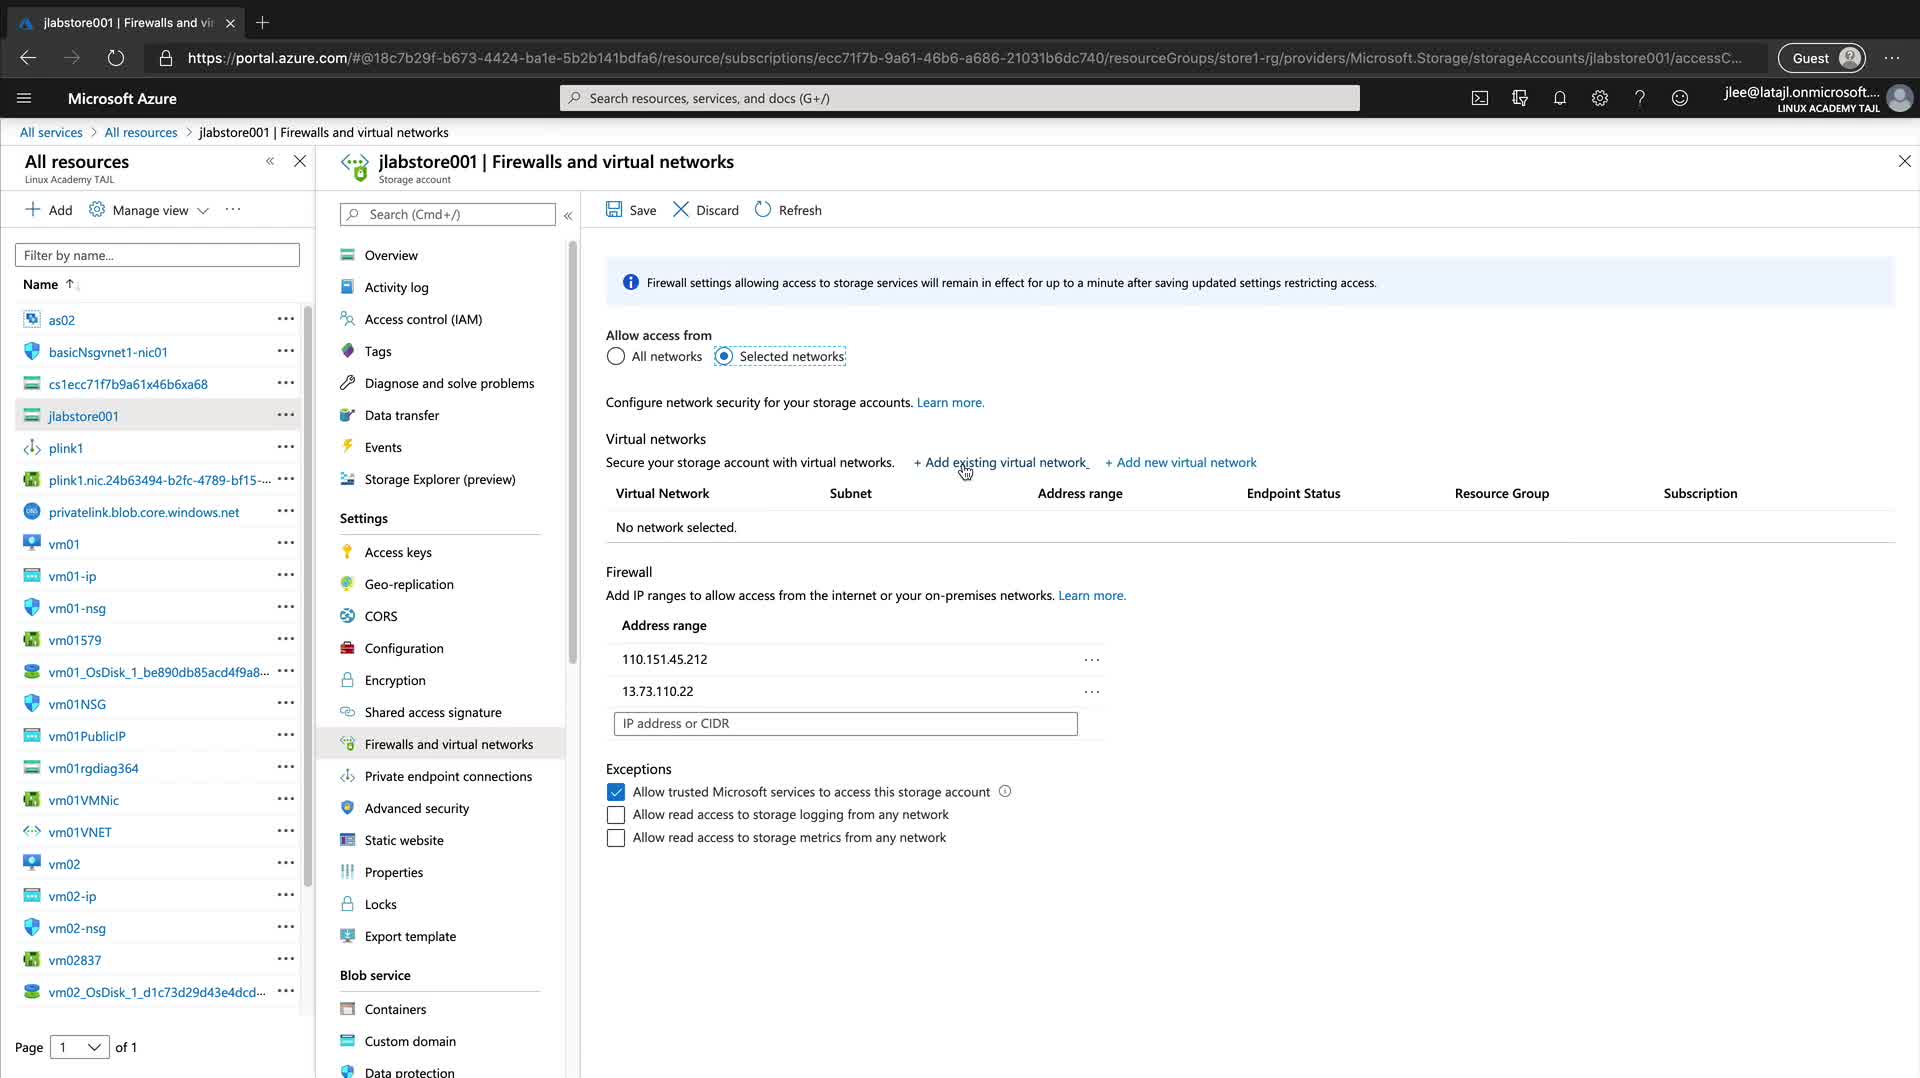 jlabstore001 | Firewalls and vi
https://portal.azure.com/#@18c7b29f-b673-4424-ba1e-5b2b141bdfa6/resource/subscriptions/ecc71f7b-9a61-46b6-a686-21031b6dc740/resourceGroups/store1-rg/providers/Microsoft.Storage/storageAccounts/jlabstore001/accessC...
Guest
Microsoft Azure
Search resources, services, and docs (G+/)
jlee@latajl.onmicrosoft....
LINUX ACADEMY TAJL
All services > All resources > jlabstore001 | Firewalls and virtual networks
All resources
Linux Academy TAJL
+ Add Manage view ...
Filter by name...
Name ↑
as02 ...
basicNsgvnet1-nic01 ...
cs1ecc71f7b9a61x46b6xa68 ...
jlabstore001 ...
plink1 ...
plink1.nic.24b63494-b2fc-4789-bf15-... ...
privatelink.blob.core.windows.net ...
vm01 ...
vm01-ip ...
vm01-nsg ...
vm01579 ...
vm01_OsDisk_1_be890db85acd4f9a8... ...
vm01NSG ...
vm01PublicIP ...
vm01rgdiag364 ...
vm01VMNic ...
vm01VNET ...
vm02 ...
vm02-ip ...
vm02-nsg ...
vm02837 ...
vm02_OsDisk_1_d1c73d29d43e4dcd... ...
Page 1 of 1
jlabstore001 | Firewalls and virtual networks
Storage account
Search (Cmd+/)
Overview
Activity log
Access control (IAM)
Tags
Diagnose and solve problems
Data transfer
Events
Storage Explorer (preview)
Settings
Access keys
Geo-replication
CORS
Configuration
Encryption
Shared access signature
Firewalls and virtual networks
Private endpoint connections
Advanced security
Static website
Properties
Locks
Export template
Blob service
Containers
Custom domain
Data protection
Save Discard Refresh
Firewall settings allowing access to storage services will remain in effect for up to a minute after saving updated settings restricting access.
Allow access from
All networks Selected networks
Configure network security for your storage accounts. Learn more.
Virtual networks
Secure your storage account with virtual networks. + Add existing virtual network + Add new virtual network
Virtual Network Subnet Address range Endpoint Status Resource Group Subscription
No network selected.
Firewall
Add IP ranges to allow access from the internet or your on-premises networks. Learn more.
Address range
110.151.45.212 ...
13.73.110.22 ...
IP address or CIDR
Exceptions
Allow trusted Microsoft services to access this storage account
Allow read access to storage logging from any network
Allow read access to storage metrics from any network